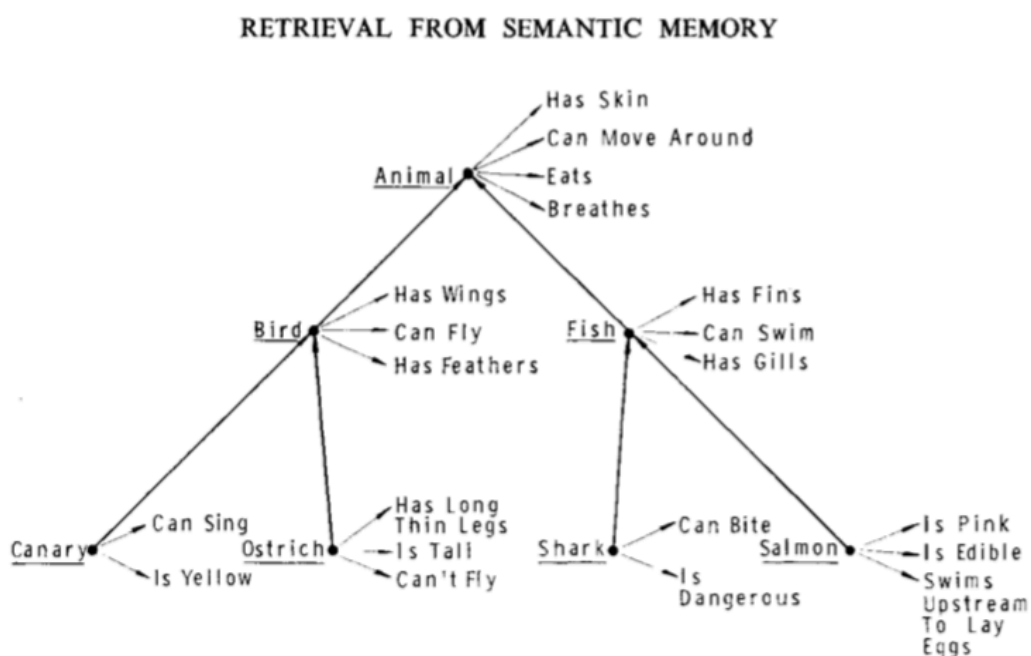 RETRIEVAL FROM SEMANTIC MEMORY
Has Skin
Can Move Around
Animal
Eats
Breathes
Has Wings
Bird
Can Fly
Has Feathers
Has Fins
Fish
Can Swim
Has Gills
Canary
Can Sing
Is Yellow
Ostrich
Has Long
Thin Legs
Is Tall
Can't Fly
Shark
Can Bite
Is
Dangerous
Salmon
Is Pink
Is Edible
Swims
Upstream
To Lay
Eggs